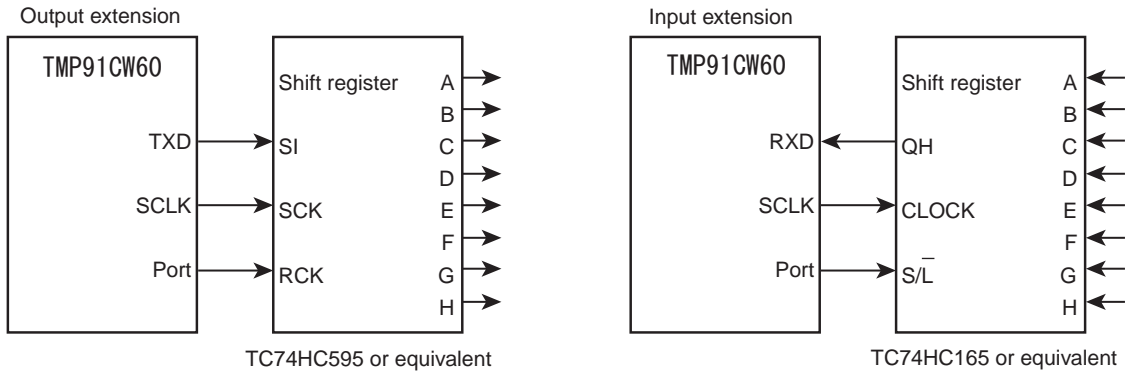 Output extension
TMP91CW60
TXD
SCLK
Port
Shift register
SI
SCK
RCK
A
B
C
D
E
F
G
H
TC74HC595 or equivalent
Input extension
TMP91CW60
RXD
SCLK
Port
Shift register
QH
CLOCK
S/L̅
A
B
C
D
E
F
G
H
TC74HC165 or equivalent